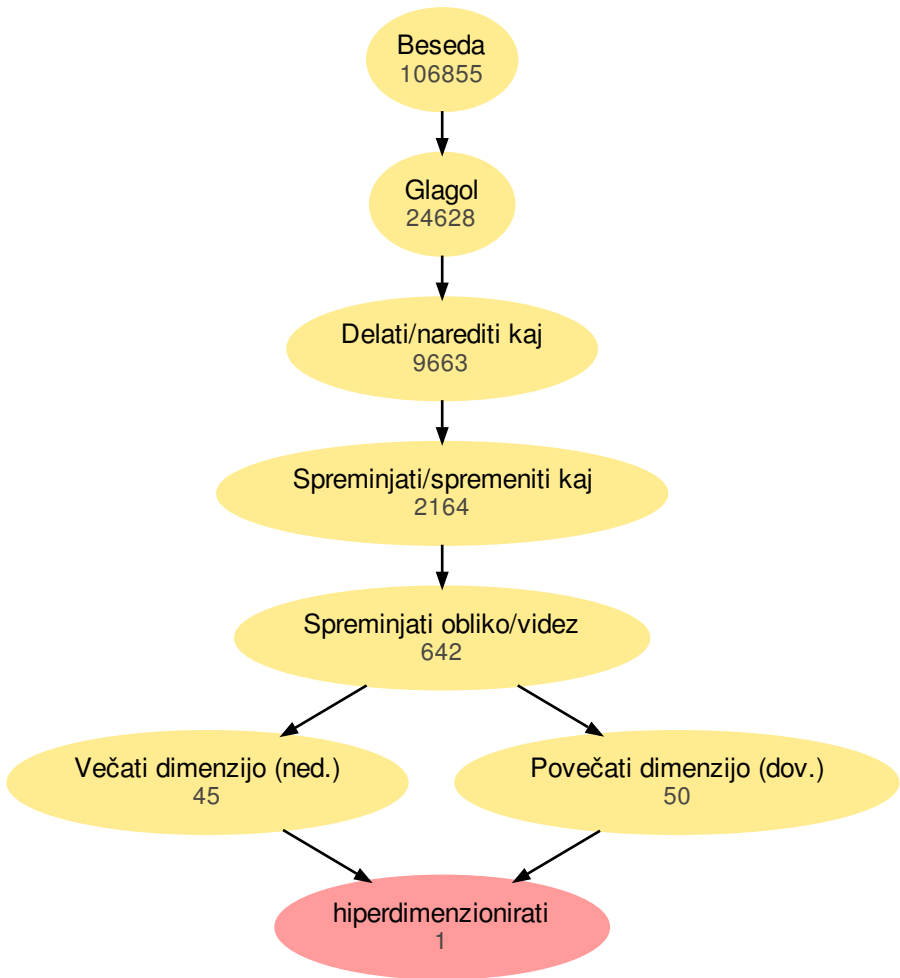 Beseda
106855
Glagol
24628
Delati/narediti kaj
9663
Spreminjati/spremeniti kaj
2164
Spreminjati obliko/videz
642
Večati dimenzijo (ned.)
45
Povečati dimenzijo (dov.)
50
hiperdimenzionirati
1